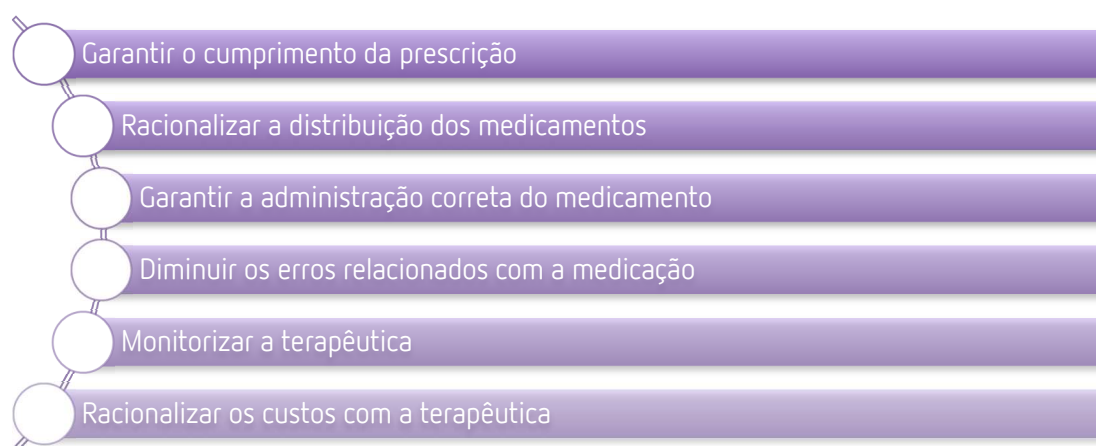 Garantir o cumprimento da prescrição
Racionalizar a distribuição dos medicamentos
Garantir a administração correta do medicamento
Diminuir os erros relacionados com a medicação
Monitorizar a terapêutica
Racionalizar os custos com a terapêutica